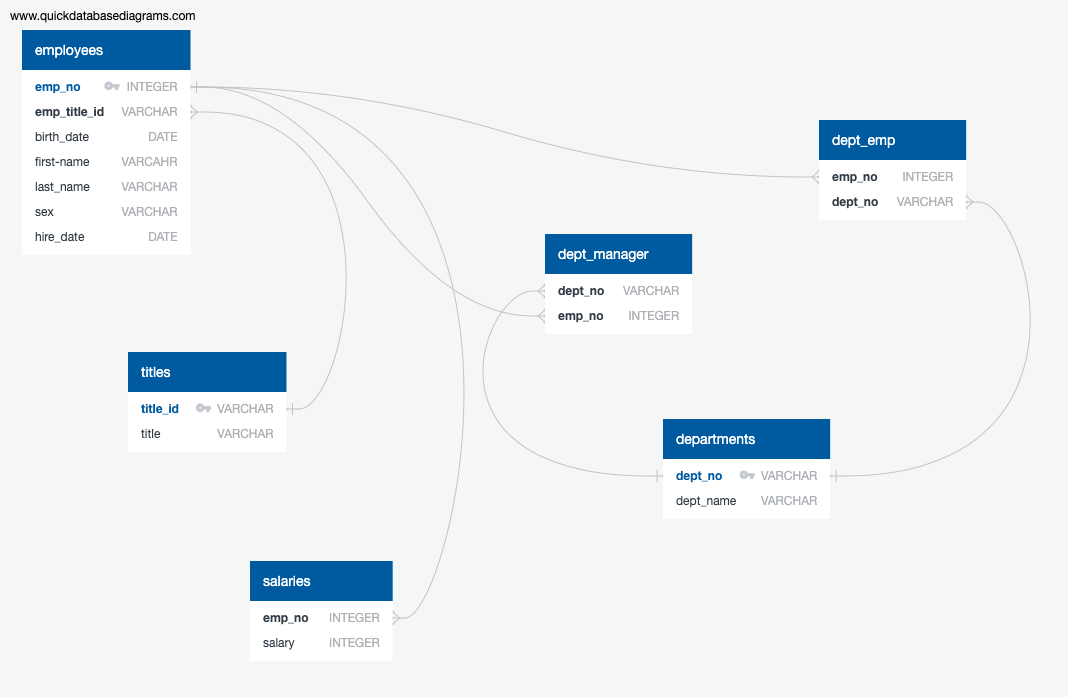 www.quickdatabasediagrams.com
employees
emp_no INTEGER
emp_title_id VARCHAR
birth_date DATE
first-name VARCAHR
last_name VARCHAR
sex VARCHAR
hire_date DATE
dept_emp
emp_no INTEGER
dept_no VARCHAR
dept_manager
dept_no VARCHAR
emp_no INTEGER
titles
title_id VARCHAR
title VARCHAR
departments
dept_no VARCHAR
dept_name VARCHAR
salaries
emp_no INTEGER
salary INTEGER